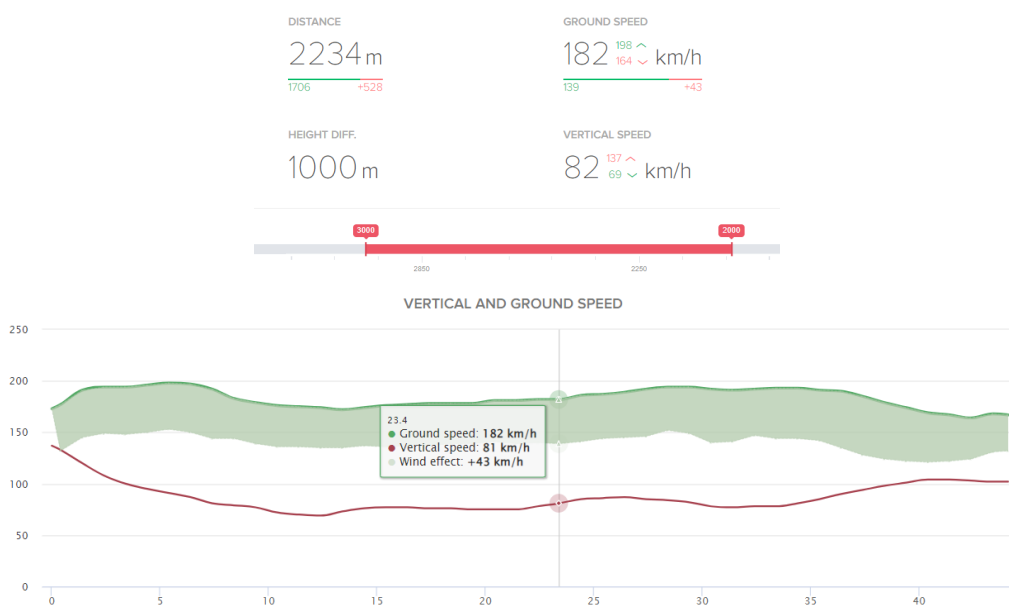 DISTANCE
2234 m
1706 +528
GROUND SPEED
182 198 164 km/h
139 +43
HEIGHT DIFF.
1000 m
VERTICAL SPEED
82 137 69 km/h
3000 2000
2850 2250
VERTICAL AND GROUND SPEED
250
200
150
100
50
0
23.4
Ground speed: 182 km/h
Vertical speed: 81 km/h
Wind effect: +43 km/h
0 5 10 15 20 25 30 35 40